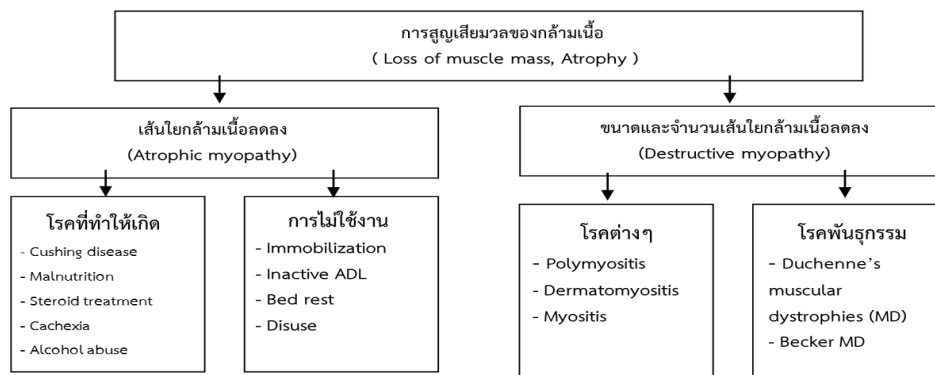 การสูญเสียมวลของกล้ามเนื้อ
( Loss of muscle mass, Atrophy )
เส้นใยกล้ามเนื้อลดลง
(Atrophic myopathy)
ขนาดและจำนวนเส้นใยกล้ามเนื้อลดลง
(Destructive myopathy)
โรคที่ทำให้เกิด
- Cushing disease
- Malnutrition
- Steroid treatment
- Cachexia
- Alcohol abuse
การไม่ใช้งาน
- Immobilization
- Inactive ADL
- Bed rest
- Disuse
โรคต่างๆ
- Polymyositis
- Dermatomyositis
- Myositis
โรคพันธุกรรม
- Duchenne’s
muscular
dystrophies (MD)
- Becker MD